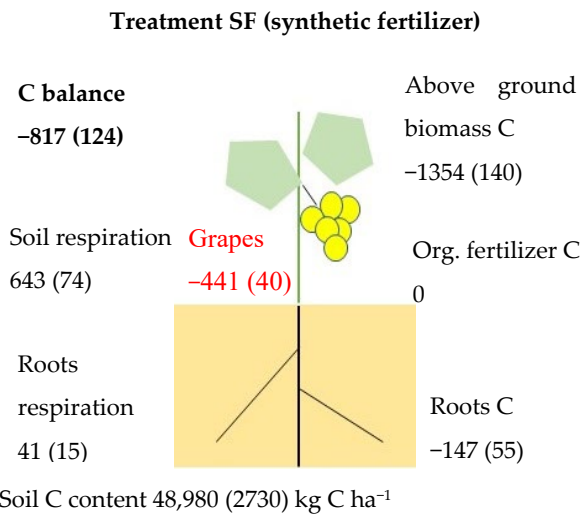 Treatment SF (synthetic fertilizer)
C balance
−817 (124)
Above ground
biomass C
−1354 (140)
Soil respiration
643 (74)
Grapes
−441 (40)
Org. fertilizer C
0
Roots
respiration
41 (15)
Roots C
−147 (55)
Soil C content 48,980 (2730) kg C ha⁻¹